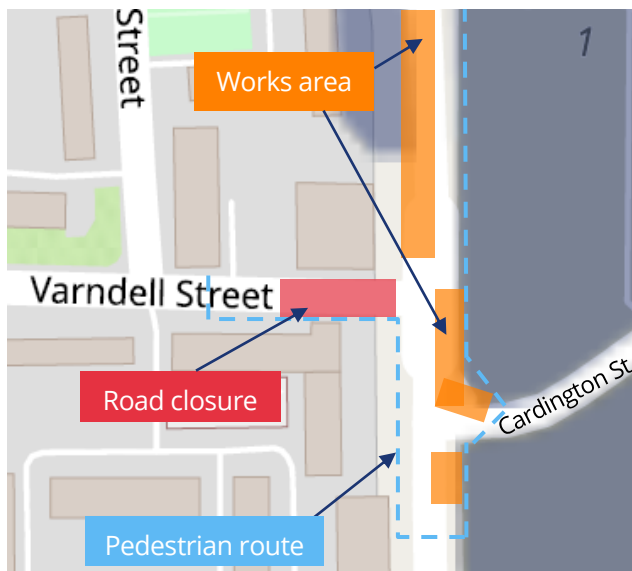 Street
1
Works area
Varndell Street
Road closure
Cardington St
Pedestrian route